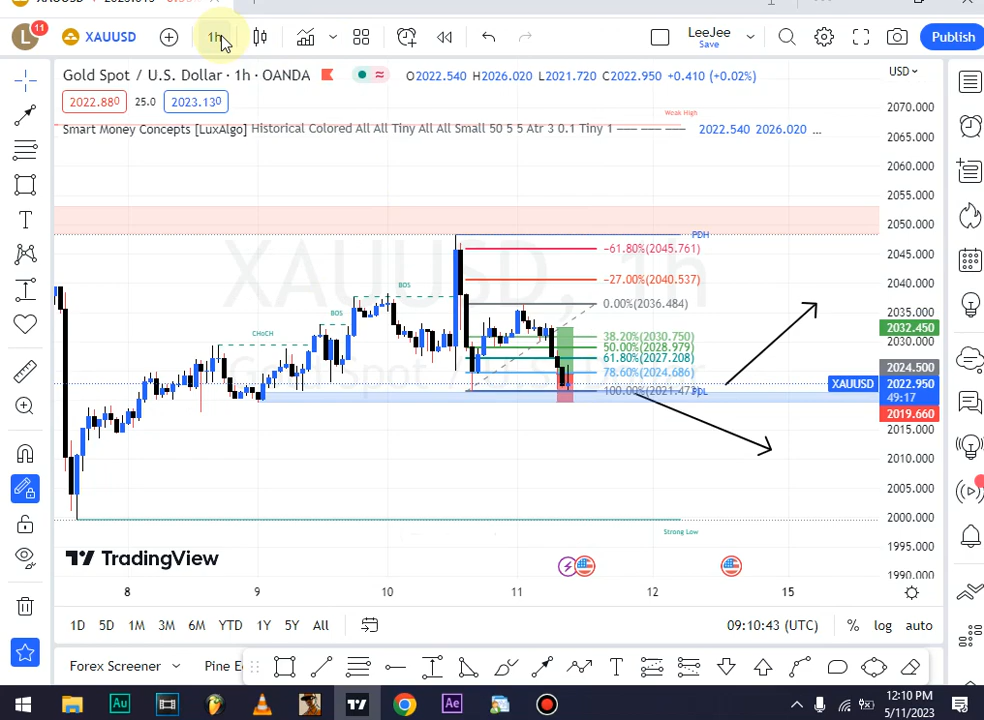 L
11
XAUUSD
1h
LeeJee
Save
Publish
Gold Spot / U.S. Dollar · 1h · OANDA
O2022.540 H2026.020 L2021.720 C2022.950 +0.410 (+0.02%)
USD
2022.880
25.0
2023.130
Smart Money Concepts [LuxAlgo] Historical Colored All All Tiny All All Small 50 5 5 Atr 3 0.1 Tiny 1 — — — 2022.540 2026.020 ...
Weak High
2070.000
2065.000
2060.000
2055.000
2050.000
2045.000
2040.000
2035.000
2032.450
2030.000
2024.500
XAUUSD
2022.950
49:17
2019.660
2015.000
2010.000
2005.000
2000.000
1995.000
1990.000
PDH
−61.80%(2045.761)
−27.00%(2040.537)
0.00%(2036.484)
38.20%(2030.750)
50.00%(2028.979)
61.80%(2027.208)
78.60%(2024.686)
100.00%(2021.473)
PDL
BOS
BOS
CHoCH
XAUUSD, 1h
Strong Low
TradingView
8
9
10
11
12
15
1D 5D 1M 3M 6M YTD 1Y 5Y All
09:10:43 (UTC)
% log auto
Forex Screener
Pine E
12:10 PM
5/11/2023